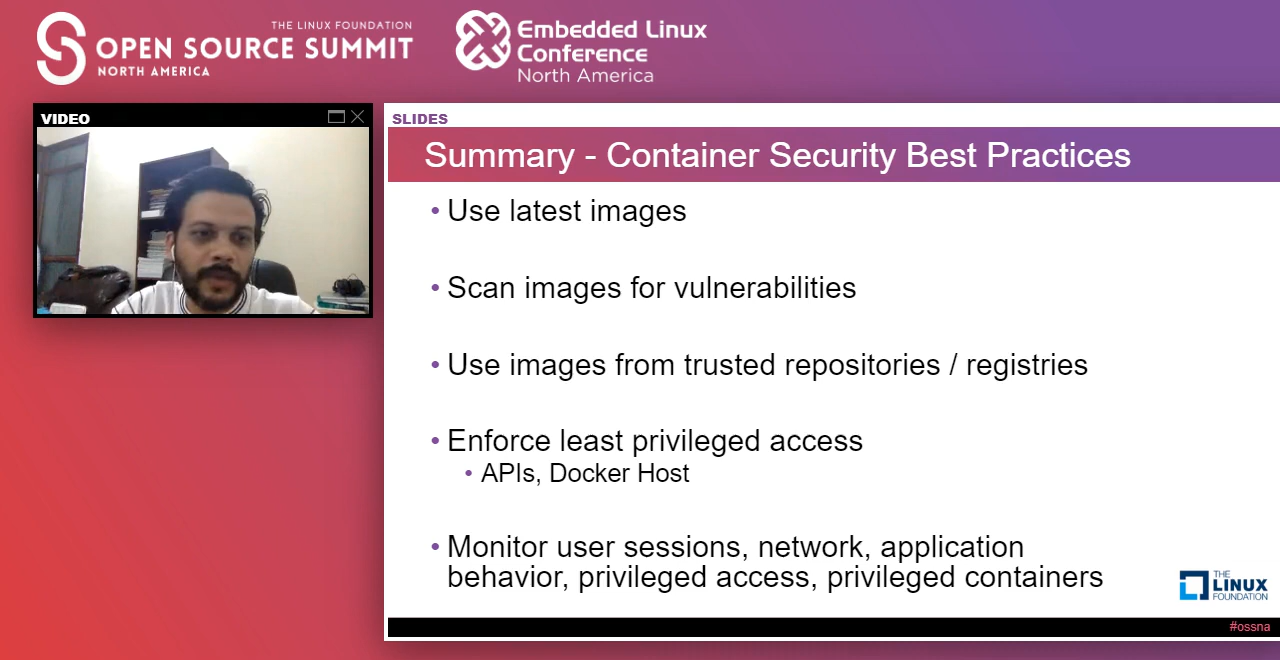 THE LINUX FOUNDATION
OPEN SOURCE SUMMIT
NORTH AMERICA
Embedded Linux
Conference
North America
VIDEO
SLIDES
Summary - Container Security Best Practices
• Use latest images
• Scan images for vulnerabilities
• Use images from trusted repositories / registries
• Enforce least privileged access
• APIs, Docker Host
• Monitor user sessions, network, application
behavior, privileged access, privileged containers
THE
LINUX
FOUNDATION
#ossna